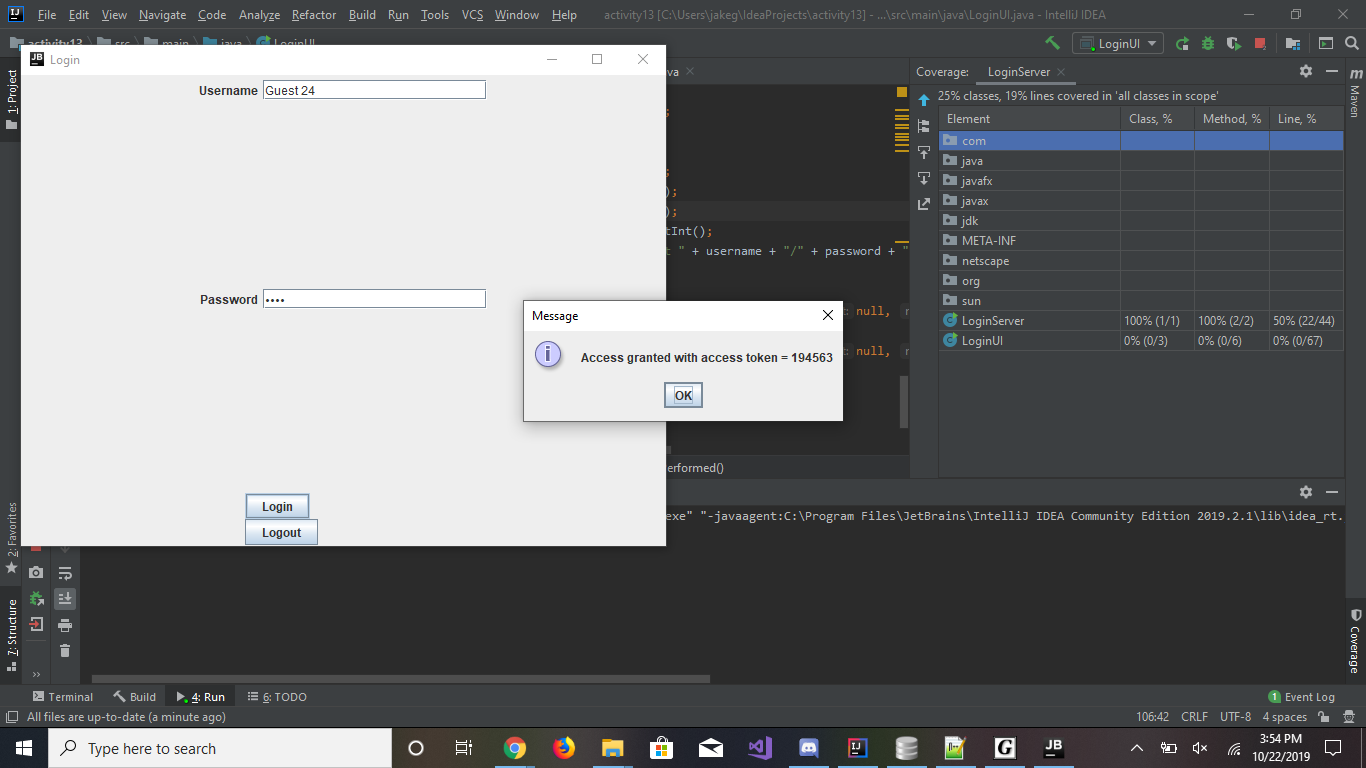 File Edit View Navigate Code Analyze Refactor Build Run Tools VCS Window Help activity13 [C:\Users\jakeg\IdeaProjects\activity13] - ...\src\main\java\LoginUI.java - IntelliJ IDEA
LoginUI
Login
Username Guest 24
Password ••••
Login
Logout
Message
Access granted with access token = 194563
OK
va
;
;
);
);
tInt();
" + username + "/" + password + "
null,
null,
erformed()
Coverage: LoginServer
25% classes, 19% lines covered in 'all classes in scope'
Element Class, % Method, % Line, %
com
java
javafx
javax
jdk
META-INF
netscape
org
sun
LoginServer 100% (1/1) 100% (2/2) 50% (22/44)
LoginUI 0% (0/3) 0% (0/6) 0% (0/67)
exe" "-javaagent:C:\Program Files\JetBrains\IntelliJ IDEA Community Edition 2019.2.1\lib\idea_rt.
1: Project
2: Favorites
7: Structure
Maven
Coverage
Terminal Build 4: Run 6: TODO 1 Event Log
All files are up-to-date (a minute ago) 106:42 CRLF UTF-8 4 spaces
Type here to search
3:54 PM
10/22/2019